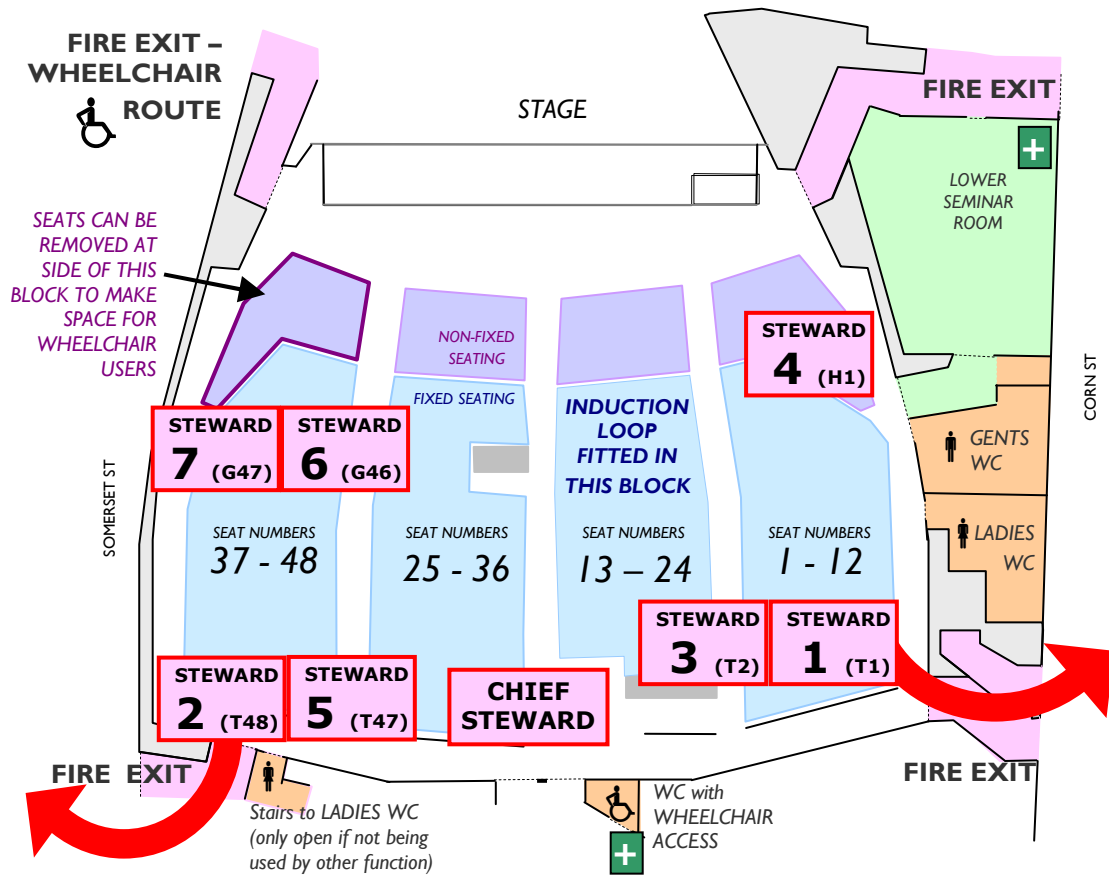 FIRE EXIT –
WHEELCHAIR
ROUTE
STAGE
FIRE EXIT
LOWER
SEMINAR
ROOM
SEATS CAN BE
REMOVED AT
SIDE OF THIS
BLOCK TO MAKE
SPACE FOR
WHEELCHAIR
USERS
NON-FIXED
SEATING
FIXED SEATING
STEWARD
4 (H1)
CORN ST
INDUCTION
LOOP
FITTED IN
THIS BLOCK
STEWARD
7 (G47)
STEWARD
6 (G46)
GENTS
WC
SOMERSET ST
SEAT NUMBERS
37 - 48
SEAT NUMBERS
25 - 36
SEAT NUMBERS
13 – 24
SEAT NUMBERS
1 - 12
LADIES
WC
STEWARD
3 (T2)
STEWARD
1 (T1)
STEWARD
2 (T48)
STEWARD
5 (T47)
CHIEF
STEWARD
FIRE EXIT
FIRE EXIT
Stairs to LADIES WC
(only open if not being
used by other function)
WC with
WHEELCHAIR
ACCESS